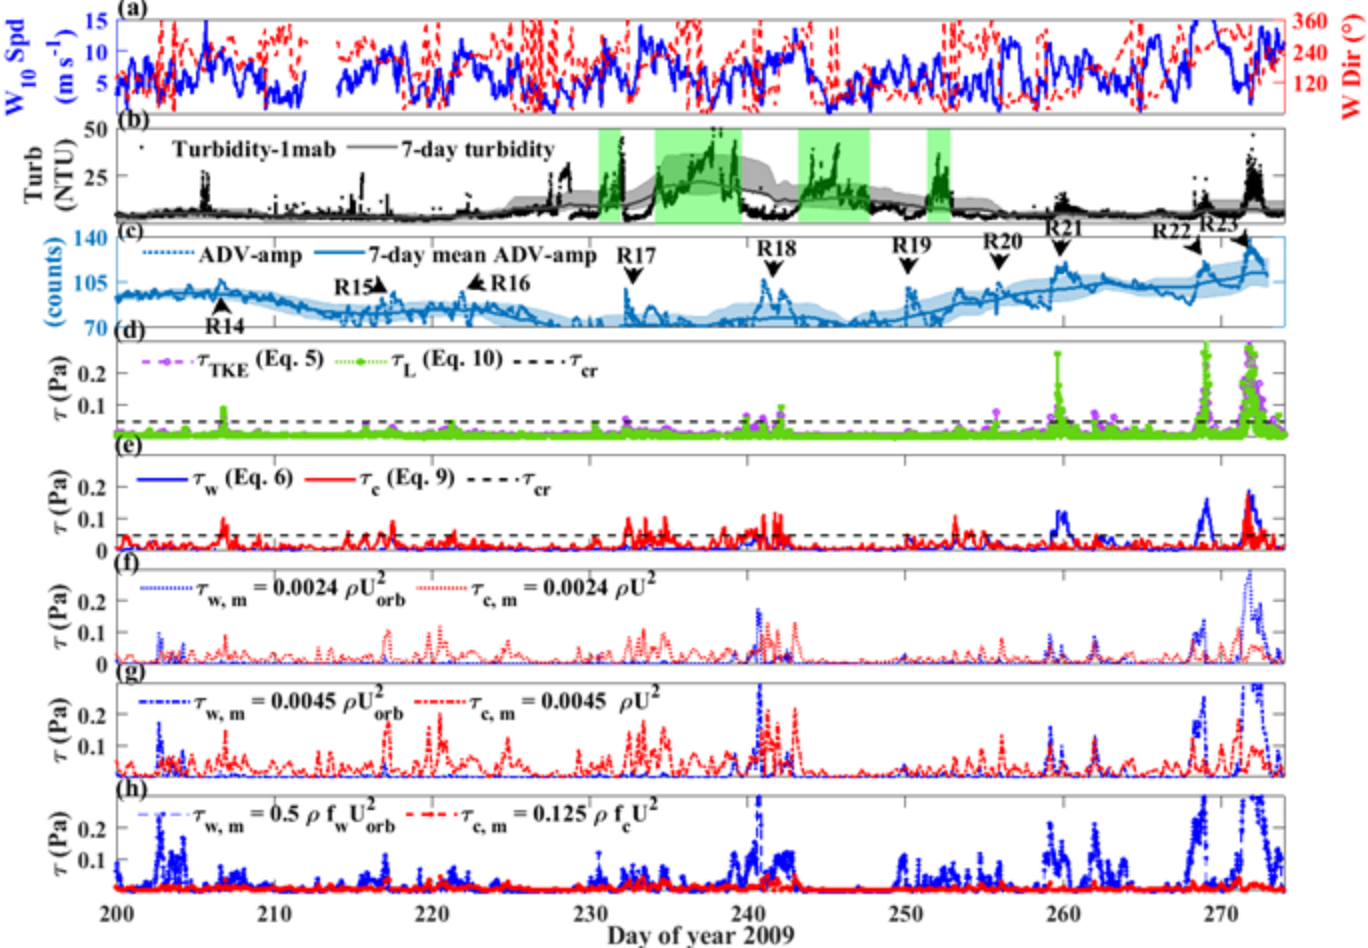 (a)
W10 Spd (m s-1)
15
10
5
360
240
120
W Dir (°)
(b)
Turb (NTU)
50
25
Turbidity-1mab
7-day turbidity
(c)
(counts)
140
105
70
ADV-amp
7-day mean ADV-amp
R14
R15
R16
R17
R18
R19
R20
R21
R22
R23
(d)
τ (Pa)
0.2
0.1
τTKE (Eq. 5)
τL (Eq. 10)
τcr
(e)
τ (Pa)
0.2
0.1
0
τw (Eq. 6)
τc (Eq. 9)
τcr
(f)
τ (Pa)
0.2
0.1
0
τw, m = 0.0024 ρU²orb
τc, m = 0.0024 ρU²
(g)
τ (Pa)
0.2
0.1
τw, m = 0.0045 ρU²orb
τc, m = 0.0045 ρU²
(h)
τ (Pa)
0.2
0.1
τw, m = 0.5 ρ fwU²orb
τc, m = 0.125 ρ fcU²
200
210
220
230
240
250
260
270
Day of year 2009